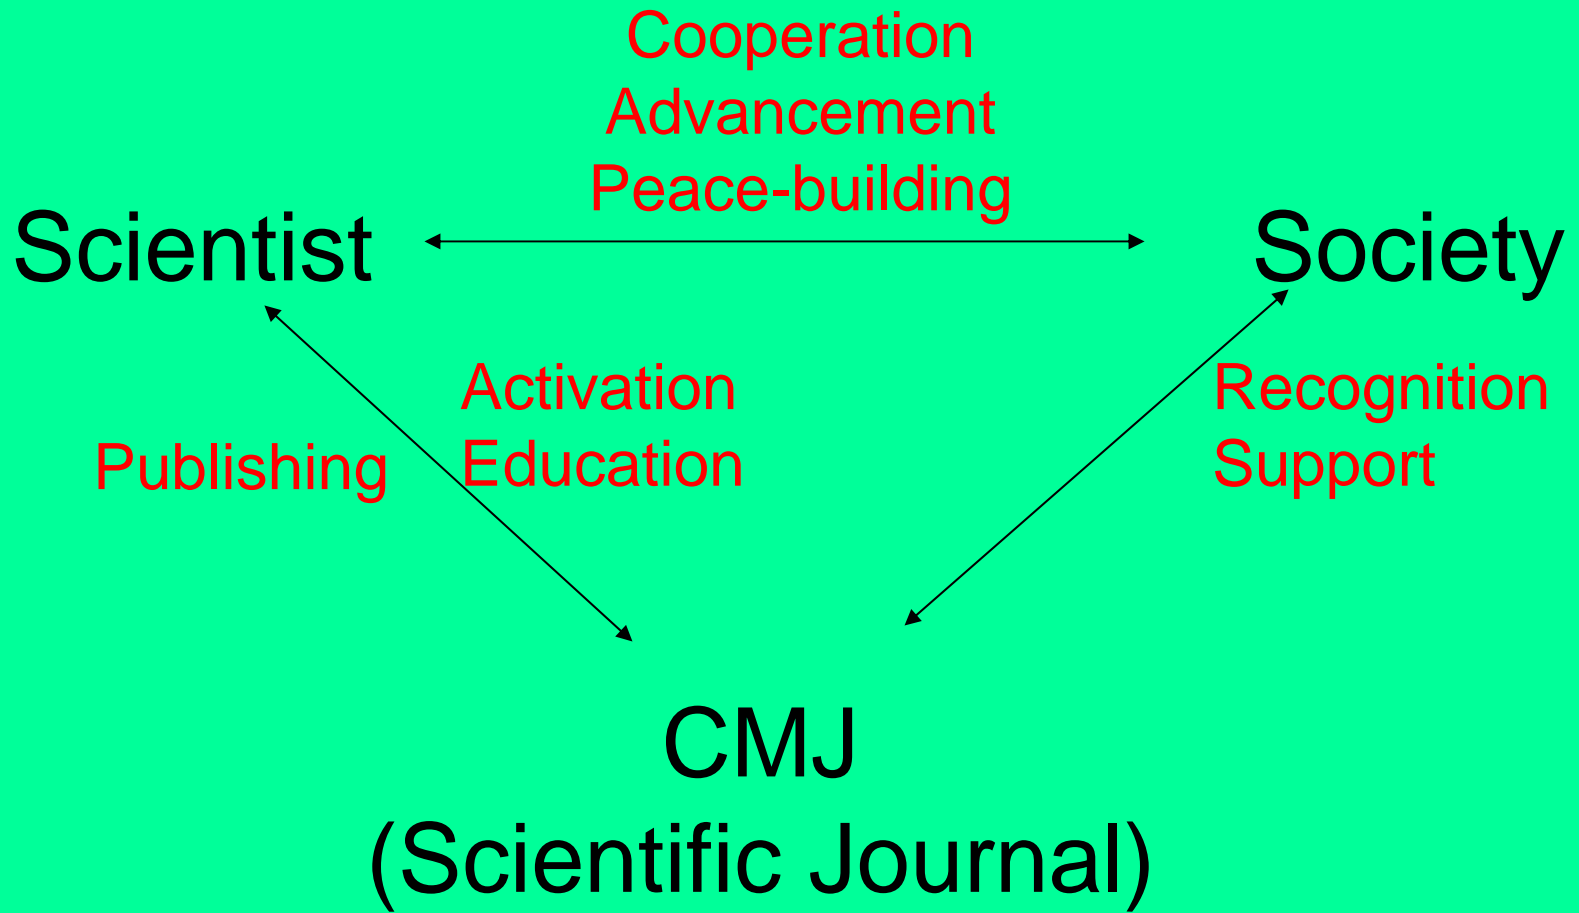 Cooperation
Advancement
Peace-building
Scientist
Society
Activation
Education
Publishing
Recognition
Support
CMJ
(Scientific Journal)